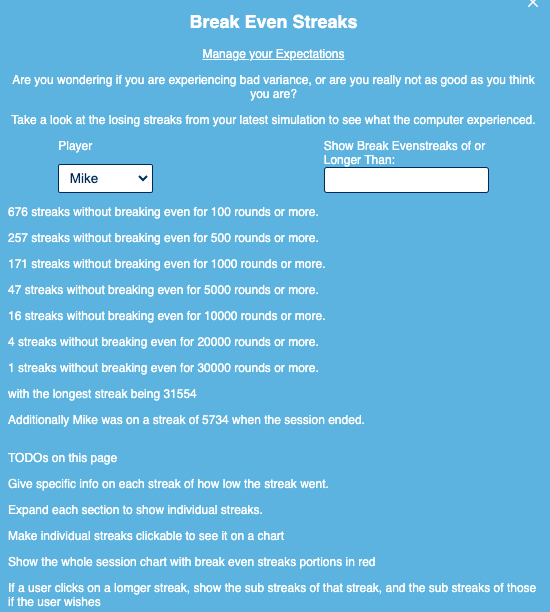 ×
Break Even Streaks
Manage your Expectations
Are you wondering if you are experiencing bad variance, or are you really not as good as you think
you are?
Take a look at the losing streaks from your latest simulation to see what the computer experienced.
Player
Show Break Evenstreaks of or
Longer Than:
Mike
676 streaks without breaking even for 100 rounds or more.
257 streaks without breaking even for 500 rounds or more.
171 streaks without breaking even for 1000 rounds or more.
47 streaks without breaking even for 5000 rounds or more.
16 streaks without breaking even for 10000 rounds or more.
4 streaks without breaking even for 20000 rounds or more.
1 streaks without breaking even for 30000 rounds or more.
with the longest streak being 31554
Additionally Mike was on a streak of 5734 when the session ended.
TODOs on this page
Give specific info on each streak of how low the streak went.
Expand each section to show individual streaks.
Make individual streaks clickable to see it on a chart
Show the whole session chart with break even streaks portions in red
If a user clicks on a lomger streak, show the sub streaks of that streak, and the sub streaks of those
if the user wishes